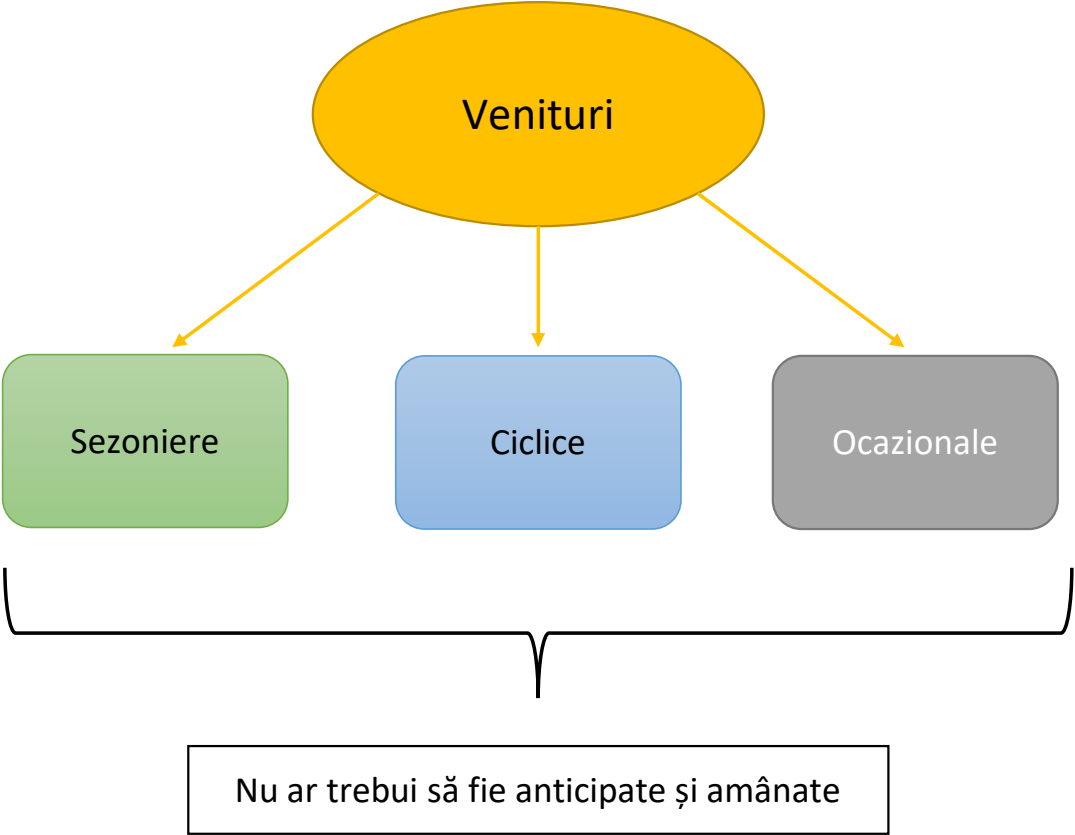 Venituri
Sezoniere
Ciclice
Ocazionale
Nu ar trebui să fie anticipate și amânate